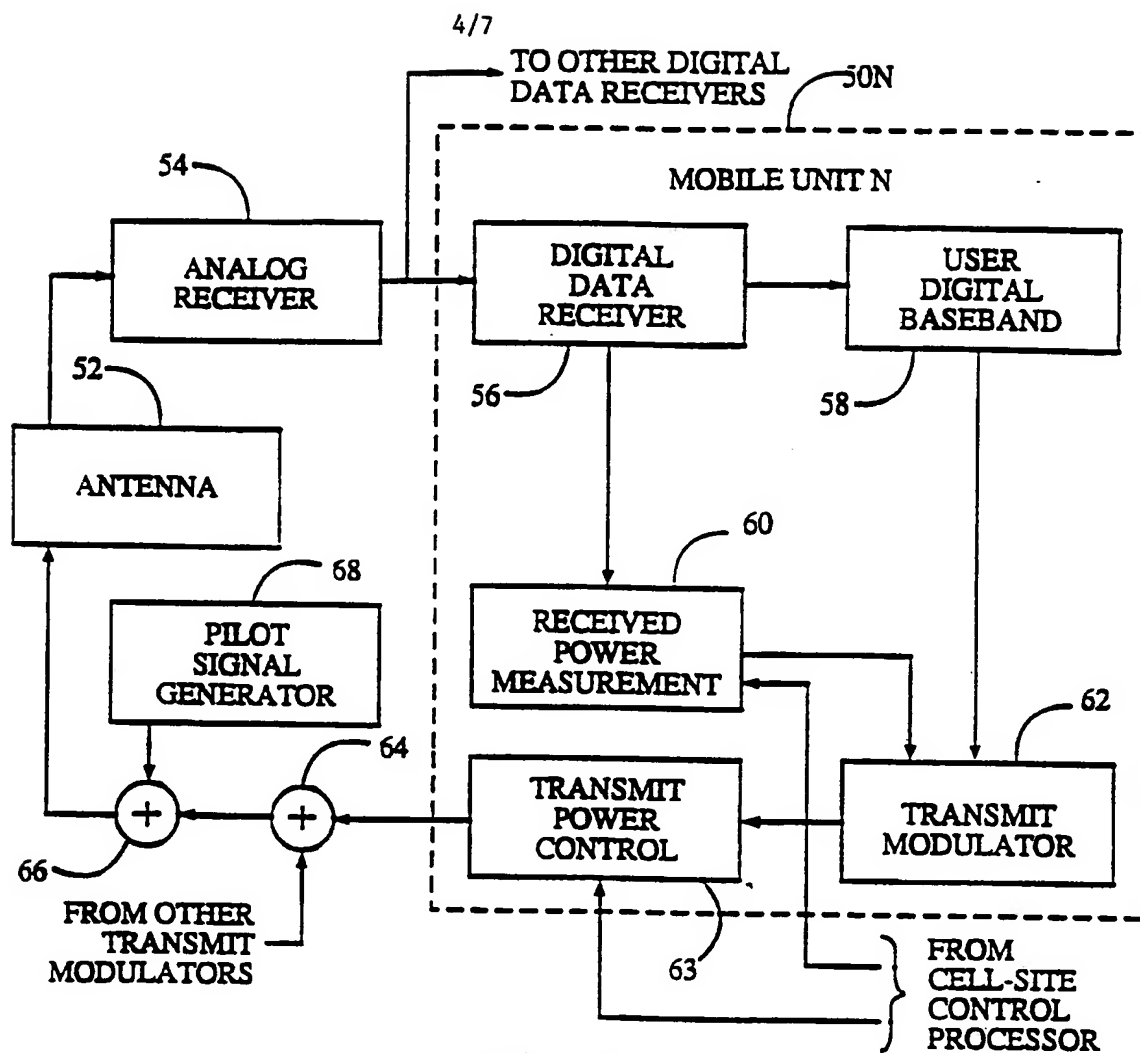 4/7
TO OTHER DIGITAL
DATA RECEIVERS
50N
54
MOBILE UNIT N
ANALOG
RECEIVER
DIGITAL
DATA
RECEIVER
USER
DIGITAL
BASEBAND
52
56
58
ANTENNA
60
68
PILOT
SIGNAL
GENERATOR
RECEIVED
POWER
MEASUREMENT
62
64
+
+
TRANSMIT
POWER
CONTROL
TRANSMIT
MODULATOR
66
FROM OTHER
TRANSMIT
MODULATORS
63
FROM
CELL-SITE
CONTROL
PROCESSOR